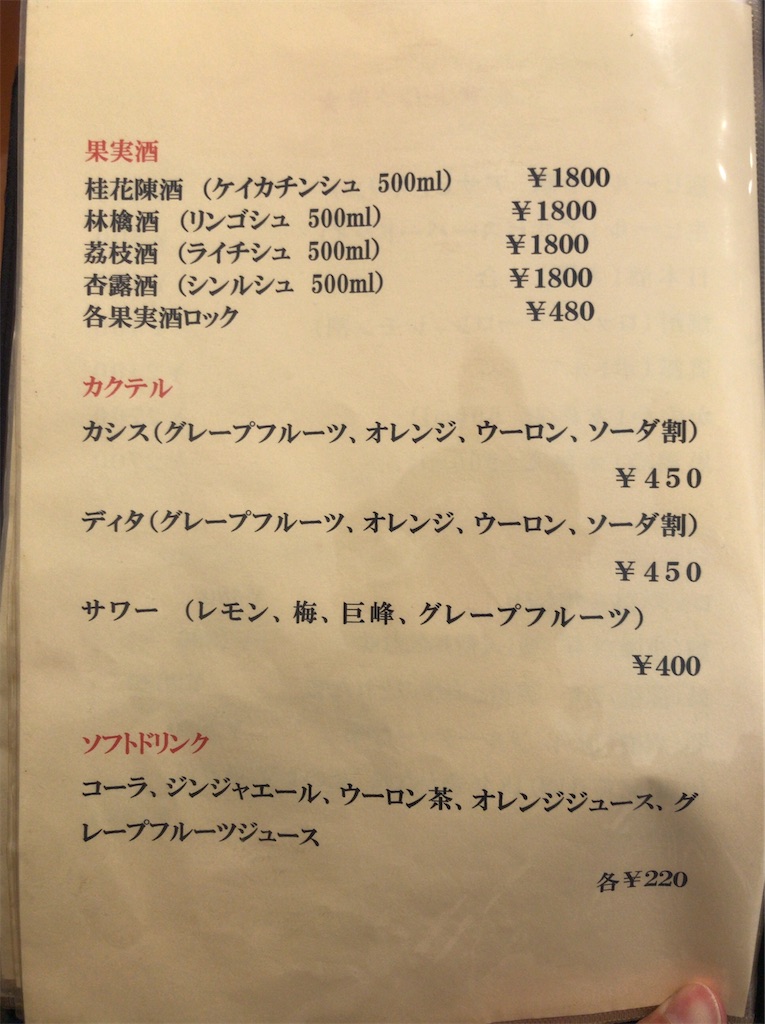 果実酒
桂花陳酒 （ケイカチンシュ 500ml） ￥1800
林檎酒 （リンゴシュ 500ml） ￥1800
茘枝酒 （ライチシュ 500ml） ￥1800
杏露酒 （シンルシュ 500ml） ￥1800
各果実酒ロック ￥480
カクテル
カシス（グレープフルーツ、オレンジ、ウーロン、ソーダ割）
￥450
ディタ（グレープフルーツ、オレンジ、ウーロン、ソーダ割）
￥450
サワー （レモン、梅、巨峰、グレープフルーツ）
￥400
ソフトドリンク
コーラ、ジンジャエール、ウーロン茶、オレンジジュース、グ
レープフルーツジュース
各￥220